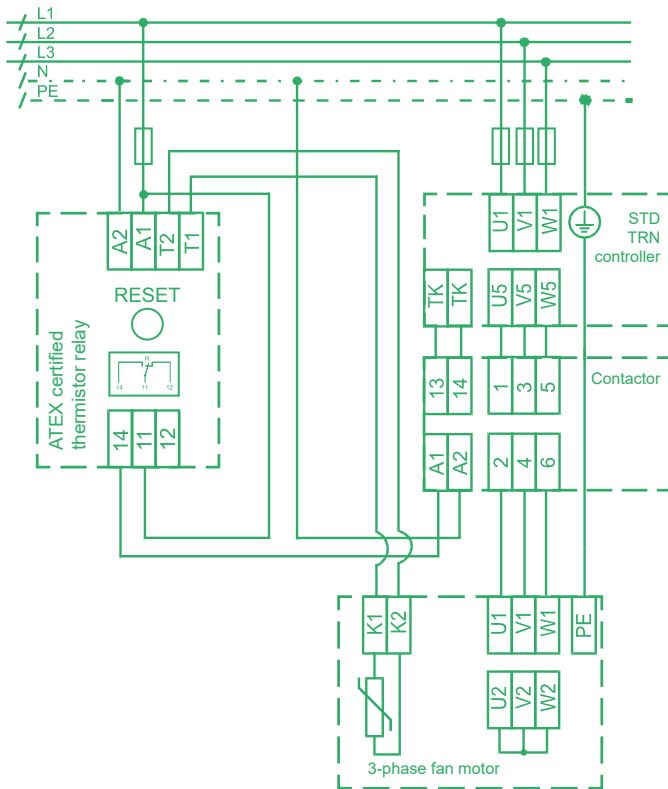 L1
L2
L3
N
PE
A2 A1 T2 T1
U1 V1 W1
STD
TRN
controller
TK TK
U5 V5 W5
RESET
ATEX certified
thermistor relay
R
14 11 12
14 11 12
13 14
1 3 5
Contactor
A1 A2
2 4 6
K1 K2
U1 V1 W1
PE
U2 V2 W2
3-phase fan motor